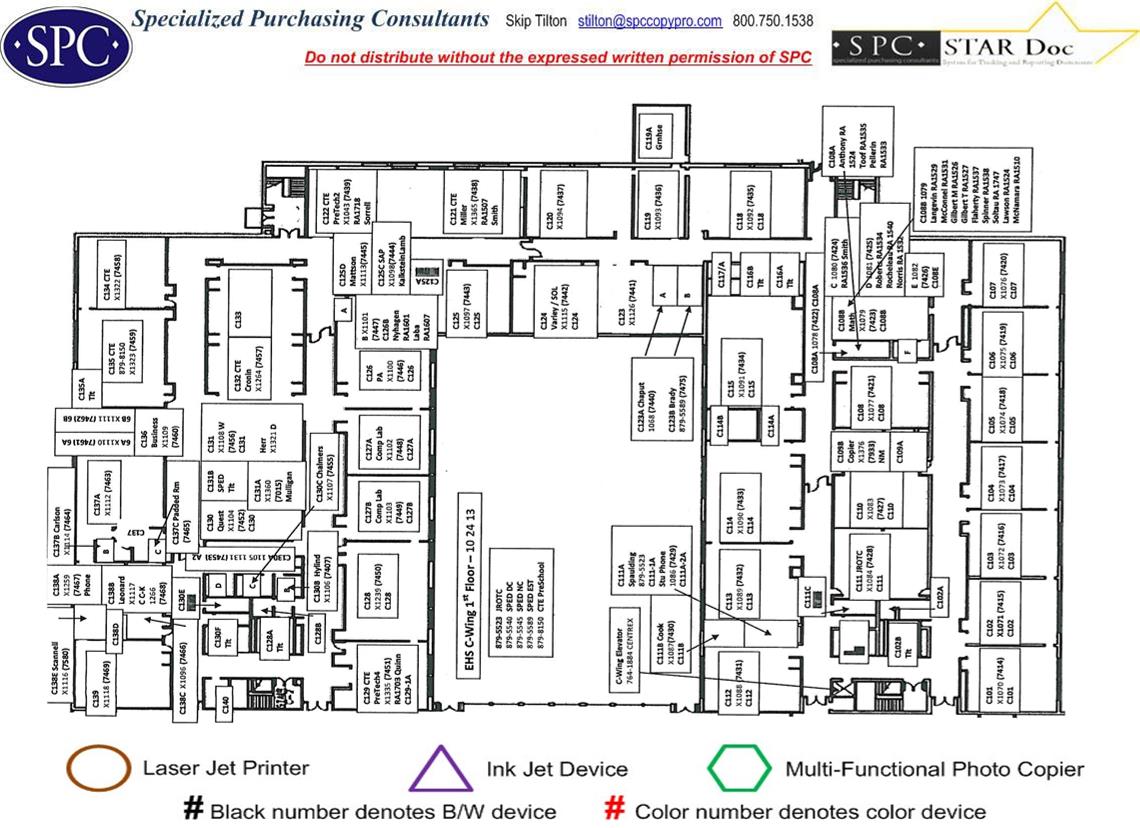 SPC
Specialized Purchasing Consultants Skip Tilton stilton@spccopypro.com 800.750.1538
Do not distribute without the expressed written permission of SPC
SPC STAR Doc
specialized purchasing consultants
System for Tracking and Reporting Documents
C119A
Grnhse
C108A
Anthony RA
1524
Toof RA1535
Pellerin
RA1533
C108B 1079
Langevin RA1529
McConnel RA1531
Gilbert M RA1526
Gilbert T RA1527
Flaherty RA1537
Spinner RA1538
Soltau RA1747
Lawson RA1524
McNamara RA1510
C122 CTE
PreTech2
X1043 (7439)
RA1718
Sorrell
C121 CTE
Miller
X1366 (7438)
RA1507
Smith
C120
X1094 (7437)
C119
X1093 (7436)
C118
X1092 (7435)
C118
C134 CTE
X1322 (7458)
C133
C125D
Mattson
X1113(7445)
C125C SAP
X1098(7444)
KalksteinLamb
C125A
C125
X1097 (7443)
C125
C124
Varley / SOL
X1115 (7442)
C124
C123
X1126 (7441)
A
B
C117/A
C116B
Tlt
C116A
Tlt
C 1080 (7424)
RA1536 Smith
D 1081 (7425)
Roberts RA1534
Rocheleau RA 1540
Norris RA 1532
E 1082
(7426)
C108E
C107
X1076 (7420)
C107
C135 CTE
879-8150
X1323 (7459)
C135A
Tlt
C132 CTE
Cronin
X1264 (7457)
A
B X1101
(7447)
C126B
Nyhagen
RA1601
Laba
RA1607
C126
PA
X1100
(7446)
C126
C123A Chaput
1068 (7440)
C123B Brady
879-5589 (7475)
C115
X1091 (7434)
C115
C108A 1078 (7422) C108A
C108B
Math
X1079
(7423)
C108B
F
C106
X1075 (7419)
C106
6B X1111 (7462) 6B
6A X1110 (7461) 6A
C136
Business
X1109
(7460)
C131
X1108 W
(7456)
C131
Herr
X1321 D
C127A
Comp Lab
X1102
(7448)
C127A
C114B
C114A
C108
X1077 (7421)
C108
C105
X1074 (7418)
C105
C137A
X1112 (7463)
C131B
SPED
Tlt
C131A
X1360
(7015)
Mulligan
C130C Chalmers
X1107 (7455)
C109B
Copier
X1376
(7933)
NM
C109A
C137B Carlson
X1114 (7464)
C137
C137C Padded Rm
(7465)
C130
Quest
X1104
(7452)
C130
C127B
Comp Lab
X1103
(7449)
C127B
C114
X1090 (7433)
C114
C110
X1083
(7427)
C110
C104
X1073 (7417)
C104
B
C
C130A 1105 1131 (7453) A2
EHS C-Wing 1st Floor – 10 24 13
879-5523 JROTC
879-5540 SPED DC
879-5545 SPED NC
879-5589 SPED EST
879-8150 CTE PreSchool
C111A
Spaulding
879-5523
C111-1A
Stu Phone
1086 (7429)
C111A-2A
C111 JROTC
X1084 (7428)
C111
C103
X1072 (7416)
C103
C138A
X1259
(7467)
Phone
C138B
Leonard
X1117
C C-K
1266
(7468)
C130E
D
C
B
C130B Hylind
X1106 (7407)
C128
X1239 (7450)
C128
C113
X1089 (7432)
C113
C111C
C102A
C102
X1071 (7415)
C102
C138E Scannell
X1116 (7580)
C138D
C130F
Tlt
C128A
Tlt
C128B
C-Wing Elevator
764-1884 CENTREX
C111B Cook
X1087(7430)
C111B
C102B
Tlt
C139
X1118 (7469)
C138C X1096 (7466)
C140
C129 CTE
PreTech4
X1335 (7451)
RA1703 Quinn
C129-1A
C112
X1088 (7431)
C112
C101
X1070 (7414)
C101
Laser Jet Printer
Ink Jet Device
Multi-Functional Photo Copier
# Black number denotes B/W device
# Color number denotes color device